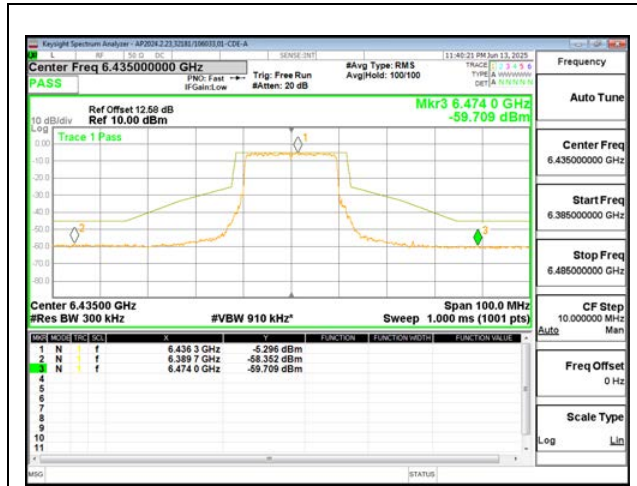 Keysight Spectrum Analyzer - AP2024.2.23,32181/106033,01-CDE-A
L RF 50 Ω DC SENSE:INT 11:40:21 PM Jun 13, 2025
Center Freq 6.435000000 GHz #Avg Type: RMS TRACE 1 2 3 4 5 6
PASS PNO: Fast Trig: Free Run Avg|Hold: 100/100 TYPE A WWWWW
IFGain:Low #Atten: 20 dB DET A N N N N N
Ref Offset 12.58 dB Mkr3 6.474 0 GHz
10 dB/div Ref 10.00 dBm -59.709 dBm
Log
Trace 1 Pass
0.00
-10.0
-20.0
-30.0
-40.0
-50.0
-60.0
-70.0
-80.0
1
2
3
Center 6.43500 GHz Span 100.0 MHz
#Res BW 300 kHz #VBW 910 kHz* Sweep 1.000 ms (1001 pts)
MKR MODE TRC SCL X Y FUNCTION FUNCTION WIDTH FUNCTION VALUE
1 N 1 f 6.436 3 GHz -5.296 dBm
2 N 1 f 6.389 7 GHz -58.352 dBm
3 N 1 f 6.474 0 GHz -59.709 dBm
4
5
6
7
8
9
10
11
MSG STATUS
Frequency
Auto Tune
Center Freq
6.435000000 GHz
Start Freq
6.385000000 GHz
Stop Freq
6.485000000 GHz
CF Step
10.000000 MHz
Auto Man
Freq Offset
0 Hz
Scale Type
Log Lin